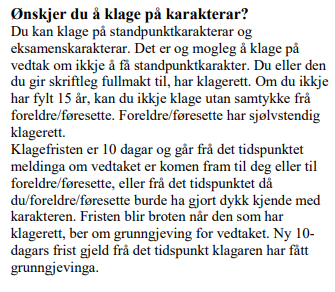 Ønskjer du å klage på karakterar?
Du kan klage på standpunktkarakterar og
eksamenskarakterar. Det er og mogleg å klage på
vedtak om ikkje å få standpunktkarakter. Du eller den
du gir skriftleg fullmakt til, har klagerett. Om du ikkje
har fylt 15 år, kan du ikkje klage utan samtykke frå
foreldre/føresette. Foreldre/føresette har sjølvstendig
klagerett.
Klagefristen er 10 dagar og går frå det tidspunktet
meldinga om vedtaket er komen fram til deg eller til
foreldre/føresette, eller frå det tidspunktet då
du/foreldre/føresette burde ha gjort dykk kjende med
karakteren. Fristen blir broten når den som har
klagerett, ber om grunngjeving for vedtaket. Ny 10-
dagars frist gjeld frå det tidspunkt klagaren har fått
grunngjevinga.